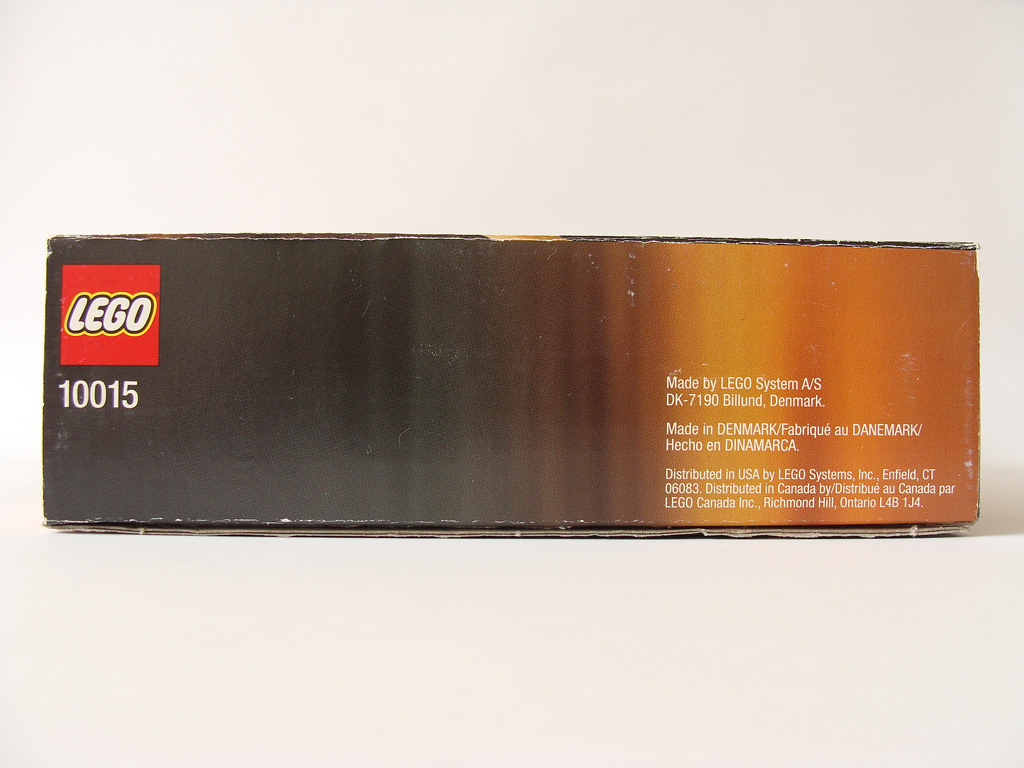 LEGO
10015
Made by LEGO System A/S
DK-7190 Billund, Denmark.
Made in DENMARK/Fabriqué au DANEMARK/
Hecho en DINAMARCA.
Distributed in USA by LEGO Systems, Inc., Enfield, CT
06083. Distributed in Canada by/Distribué au Canada par
LEGO Canada Inc., Richmond Hill, Ontario L4B 1J4.